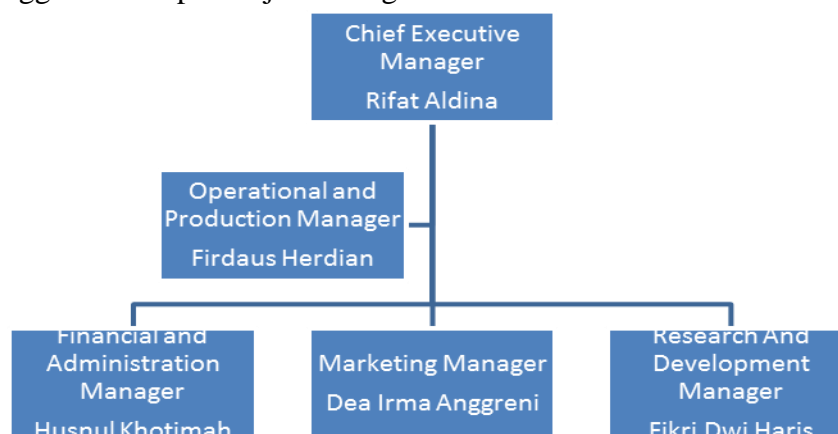 Chief Executive
Manager
Rifat Aldina
Operational and
Production Manager
Firdaus Herdian
Financial and
Administration
Manager
Husnul Khotimah
Marketing Manager
Dea Irma Anggreni
Research And
Development
Manager
Fikri Dwi Haris